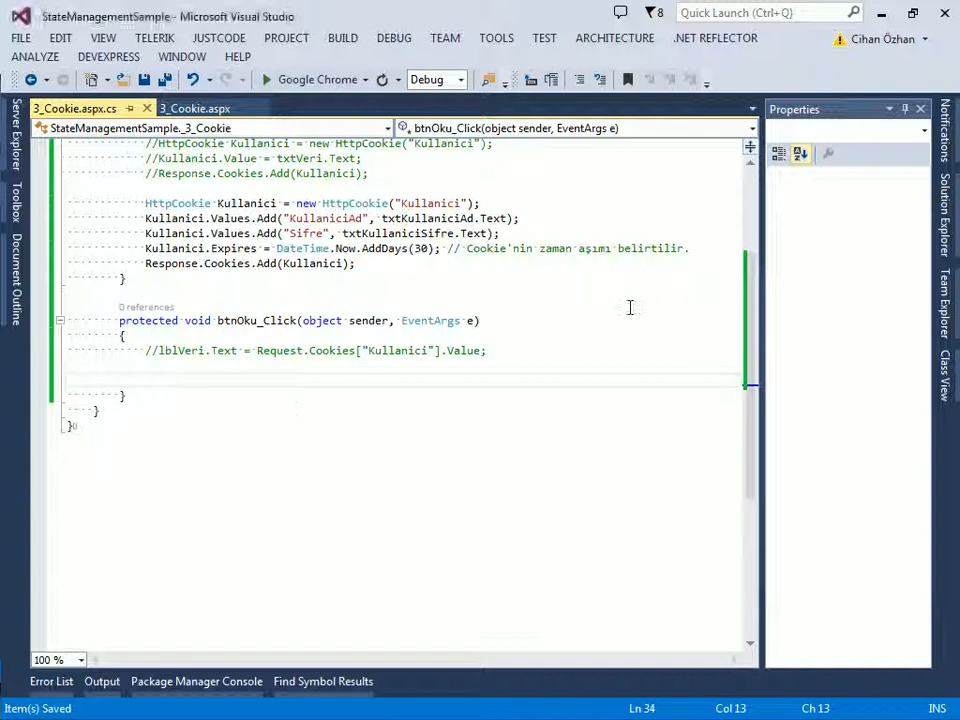 StateManagementSample - Microsoft Visual Studio
8
Quick Launch (Ctrl+Q)
FILE EDIT VIEW TELERIK JUSTCODE PROJECT BUILD DEBUG TEAM TOOLS TEST ARCHITECTURE .NET REFLECTOR
Cihan Özhan
ANALYZE DEVEXPRESS WINDOW HELP
Google Chrome
Debug
3_Cookie.aspx.cs
3_Cookie.aspx
Properties
StateManagementSample._3_Cookie
btnOku_Click(object sender, EventArgs e)
Server Explorer
Toolbox
Document Outline
Notifications
Solution Explorer
Team Explorer
Class View
//HttpCookie Kullanici = new HttpCookie("Kullanici");
//Kullanici.Value = txtVeri.Text;
//Response.Cookies.Add(Kullanici);
HttpCookie Kullanici = new HttpCookie("Kullanici");
Kullanici.Values.Add("KullaniciAd", txtKullaniciAd.Text);
Kullanici.Values.Add("Sifre", txtKullaniciSifre.Text);
Kullanici.Expires = DateTime.Now.AddDays(30); // Cookie'nin zaman aşımı belirtilir.
Response.Cookies.Add(Kullanici);
}
0 references
protected void btnOku_Click(object sender, EventArgs e)
{
//lblVeri.Text = Request.Cookies["Kullanici"].Value;
}
}
}
100 %
Error List Output Package Manager Console Find Symbol Results
Item(s) Saved
Ln 34
Col 13
Ch 13
INS